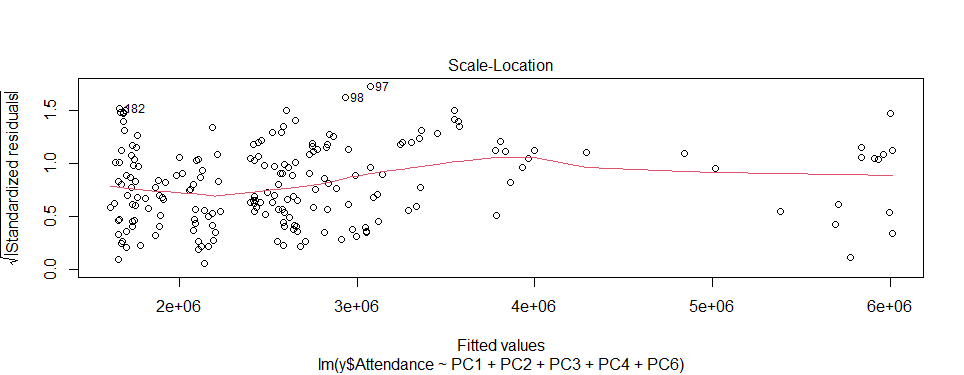 Scale-Location
√|Standardized residuals|
0.0 0.5 1.0 1.5
182
98
97
2e+06 3e+06 4e+06 5e+06 6e+06
Fitted values
lm(y$Attendance ~ PC1 + PC2 + PC3 + PC4 + PC6)